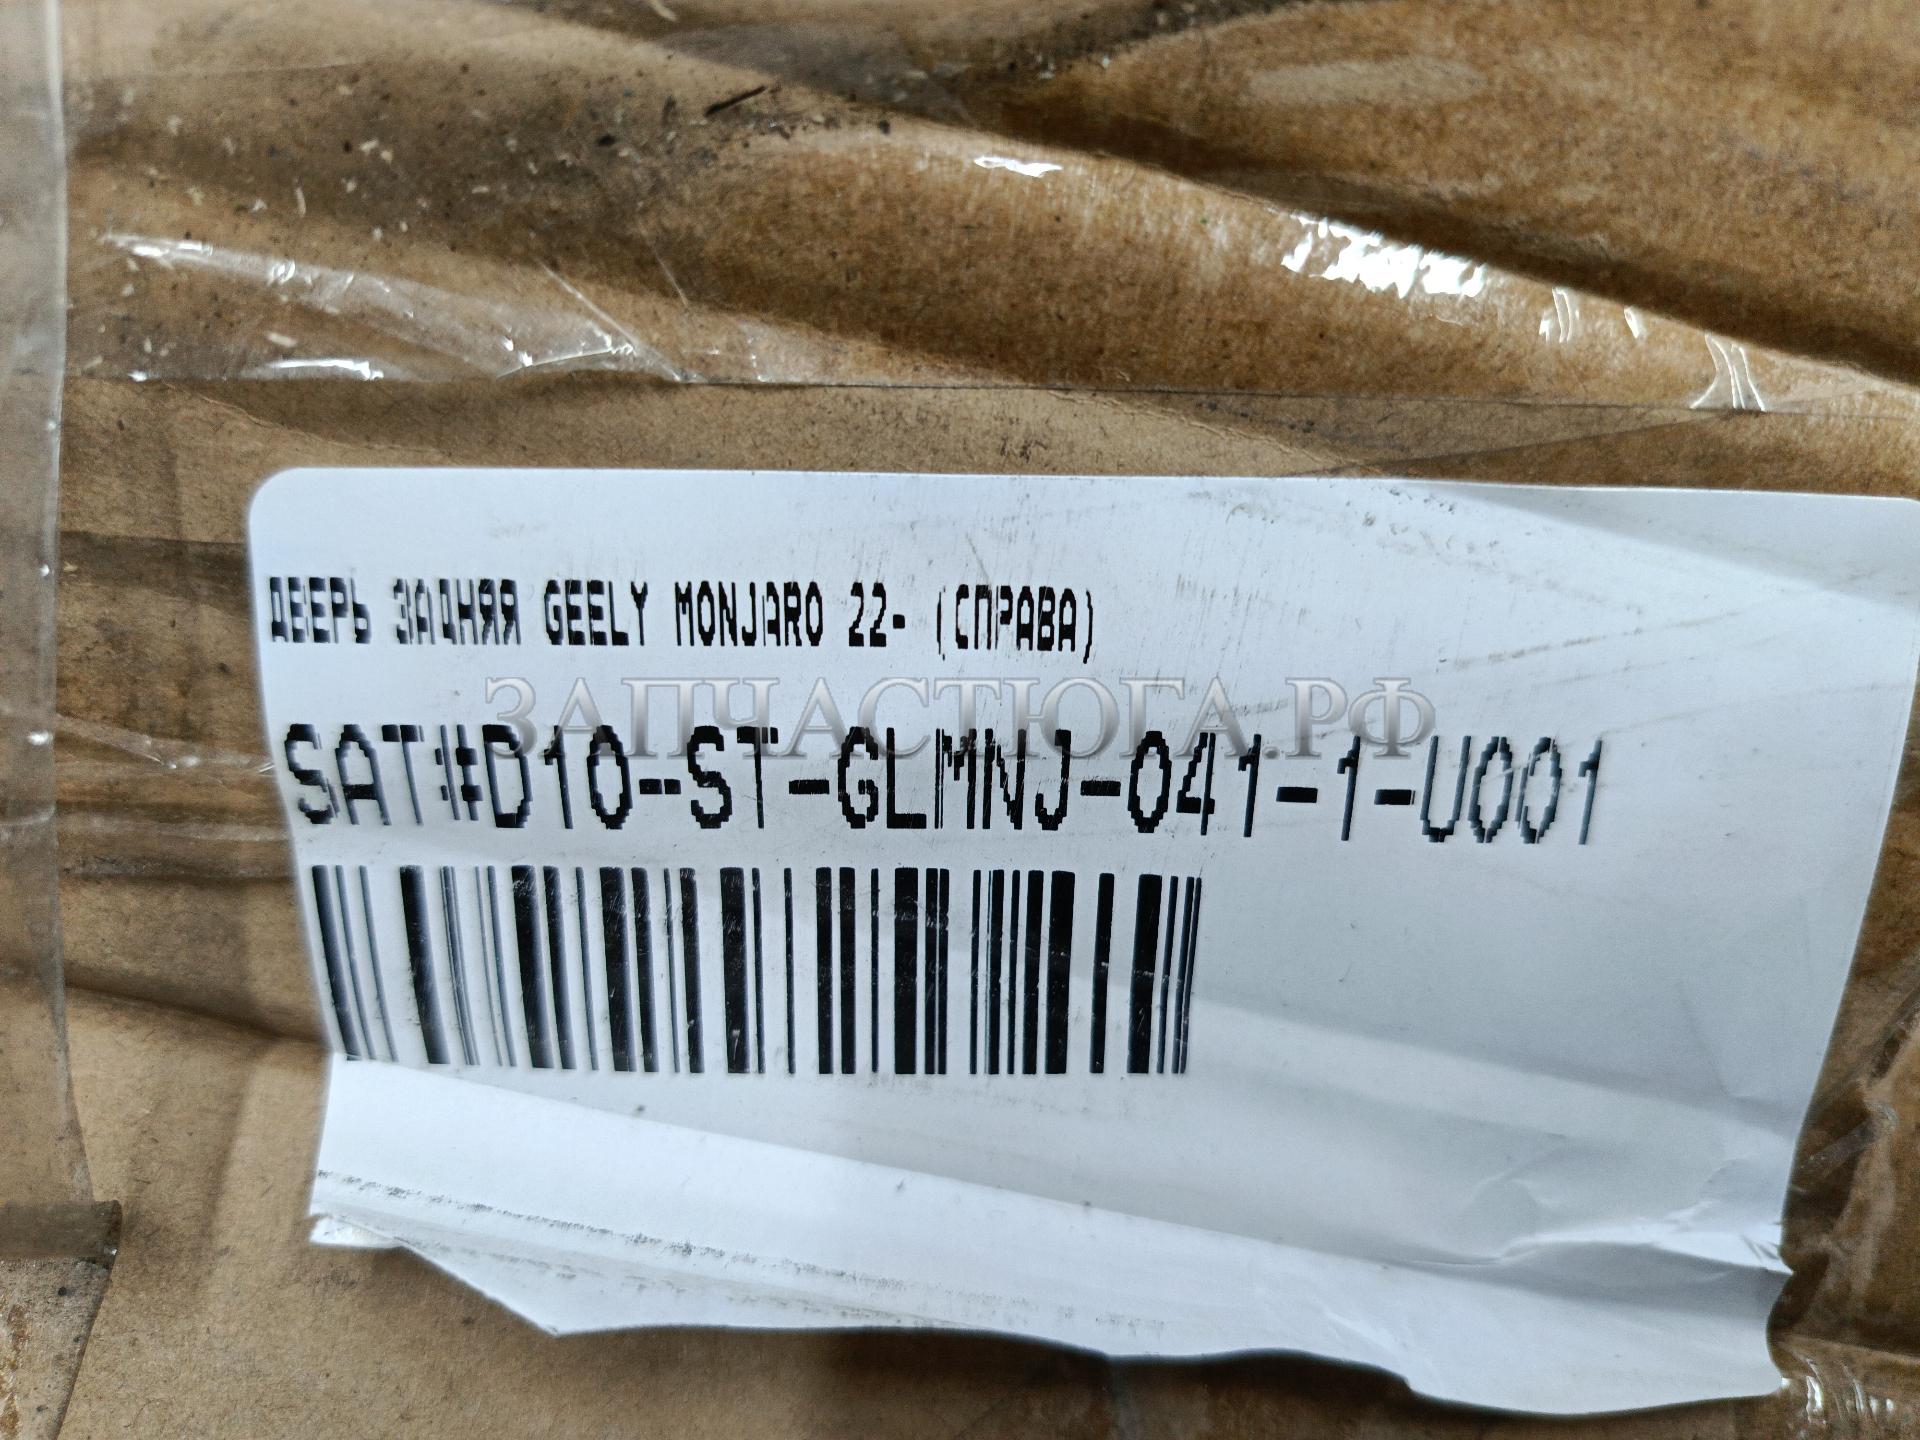 ДВЕРЬ ЗАДНЯЯ GEELY MONJARO 22- (СПРАВА)
ЗАПЧАСТЮГА.РФ
SAT#D10-ST-GLMNJ-041-1-U001